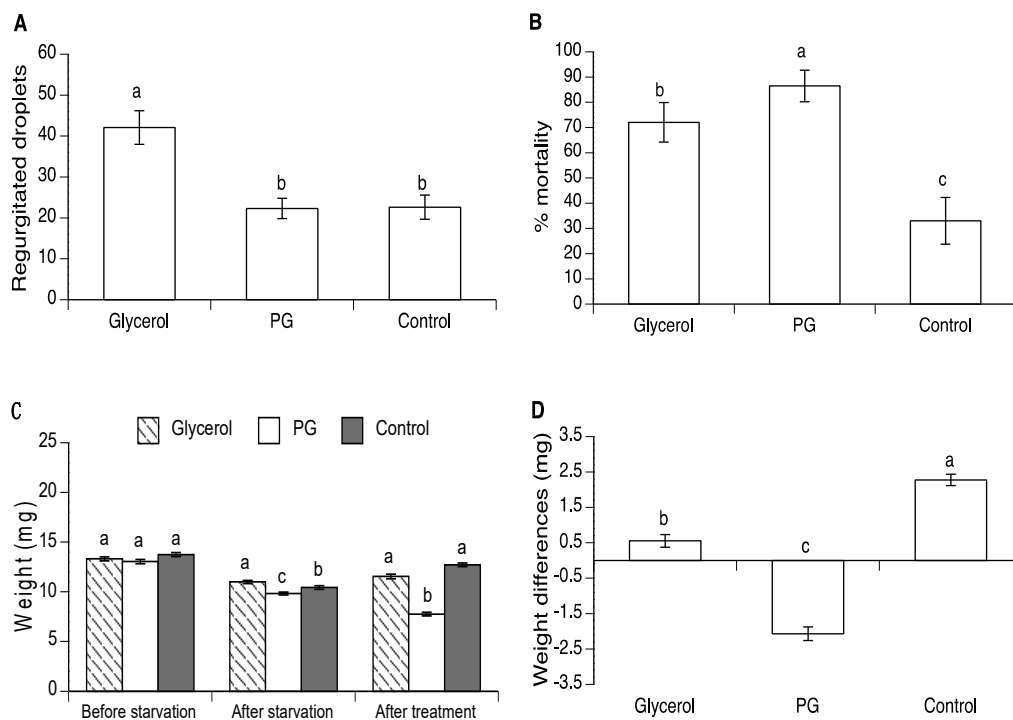 A
Regurgitated droplets
60
50
40
30
20
10
0
a
b
b
Glycerol PG Control
B
% mortality
100
90
80
70
60
50
40
30
20
10
0
b
a
c
Glycerol PG Control
C
Glycerol PG Control
Weight (mg)
25
20
15
10
5
0
a a a
a c b
a b a
Before starvation After starvation After treatment
D
Weight differences (mg)
3.5
2.5
1.5
0.5
-0.5
-1.5
-2.5
-3.5
b
c
a
Glycerol PG Control